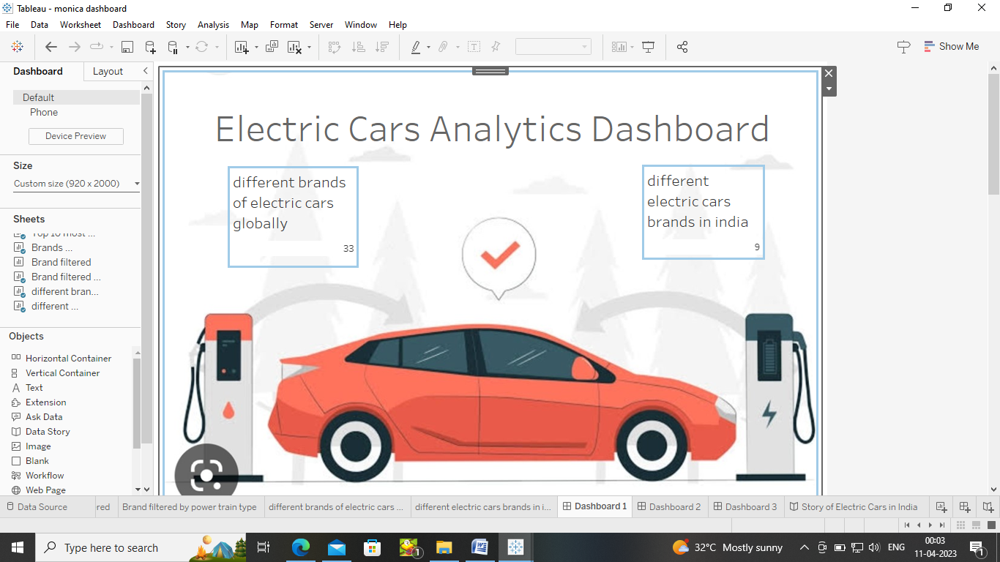 Tableau - monica dashboard
File Data Worksheet Dashboard Story Analysis Map Format Server Window Help
Show Me
Dashboard Layout
Default
Phone
Device Preview
Size
Custom size (920 x 2000)
Sheets
Top 10 most ...
Brands ...
Brand filtered
Brand filtered ...
different bran...
different ...
Objects
Horizontal Container
Vertical Container
Text
Extension
Ask Data
Data Story
Image
Blank
Workflow
Web Page
Electric Cars Analytics Dashboard
different brands
of electric cars
globally
33
different
electric cars
brands in india
9
Data Source red Brand filtered by power train type different brands of electric cars ... different electric cars brands in i... Dashboard 1 Dashboard 2 Dashboard 3 Story of Electric Cars in India
Type here to search
1
32°C Mostly sunny
ENG
00:03
11-04-2023
1